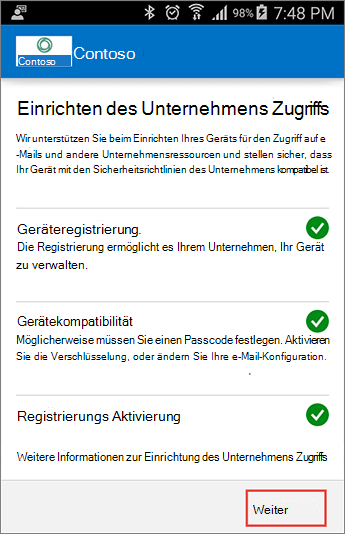 98% 7:48 PM
Contoso
Contoso
Einrichten des Unternehmens Zugriffs
Wir unterstützen Sie beim Einrichten Ihres Geräts für den Zugriff auf e
-Mails und andere Unternehmensressourcen und stellen sicher, dass
Ihr Gerät mit den Sicherheitsrichtlinien des Unternehmens kompatibel ist.
Geräteregistrierung.
Die Registrierung ermöglicht es Ihrem Unternehmen, Ihr Gerät
zu verwalten.
Gerätekompatibilität
Möglicherweise müssen Sie einen Passcode festlegen. Aktivieren
Sie die Verschlüsselung, oder ändern Sie Ihre e-Mail-Konfiguration.
Registrierungs Aktivierung
Weitere Informationen zur Einrichtung des Unternehmens Zugriffs
Weiter